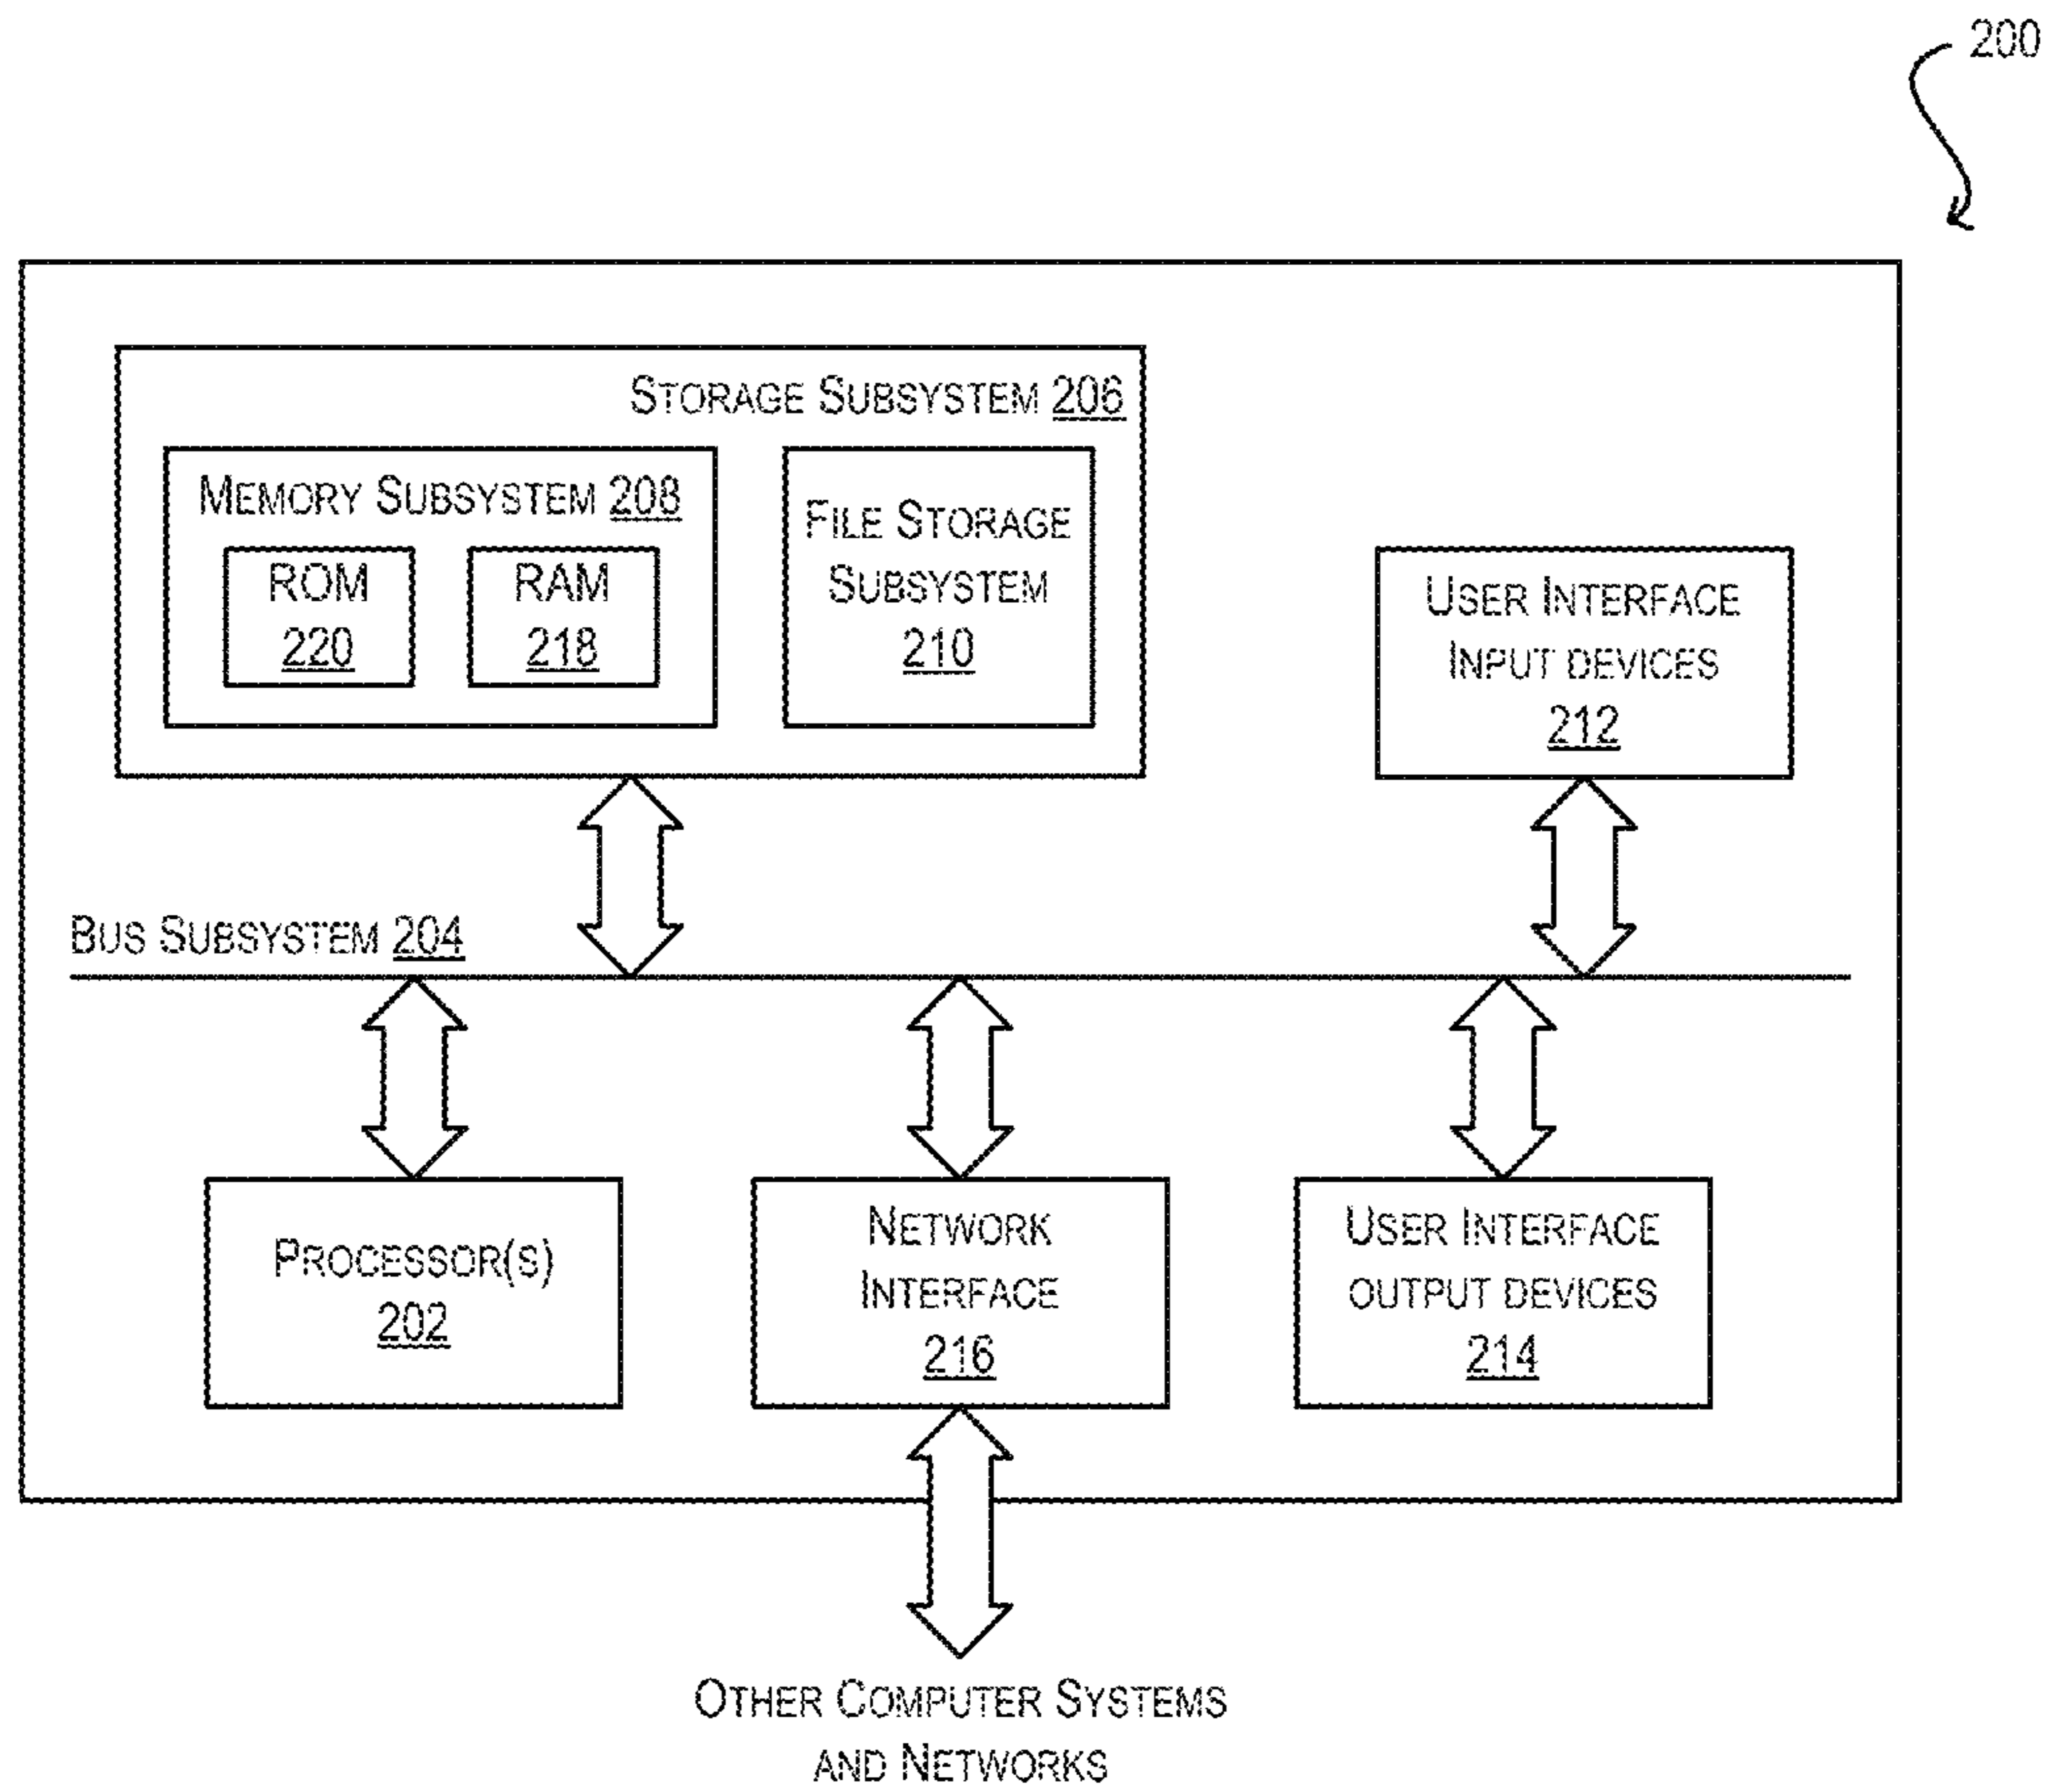 200
STORAGE SUBSYSTEM 206
MEMORY SUBSYSTEM 208
ROM
220
RAM
218
FILE STORAGE
SUBSYSTEM
210
USER INTERFACE
INPUT DEVICES
212
BUS SUBSYSTEM 204
PROCESSOR(S)
202
NETWORK
INTERFACE
216
USER INTERFACE
OUTPUT DEVICES
214
OTHER COMPUTER SYSTEMS
AND NETWORKS